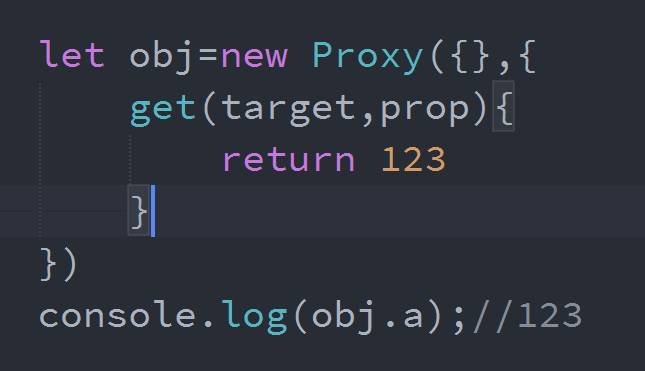 let obj=new Proxy({},{
get(target,prop){
return 123
}
})
console.log(obj.a);//123